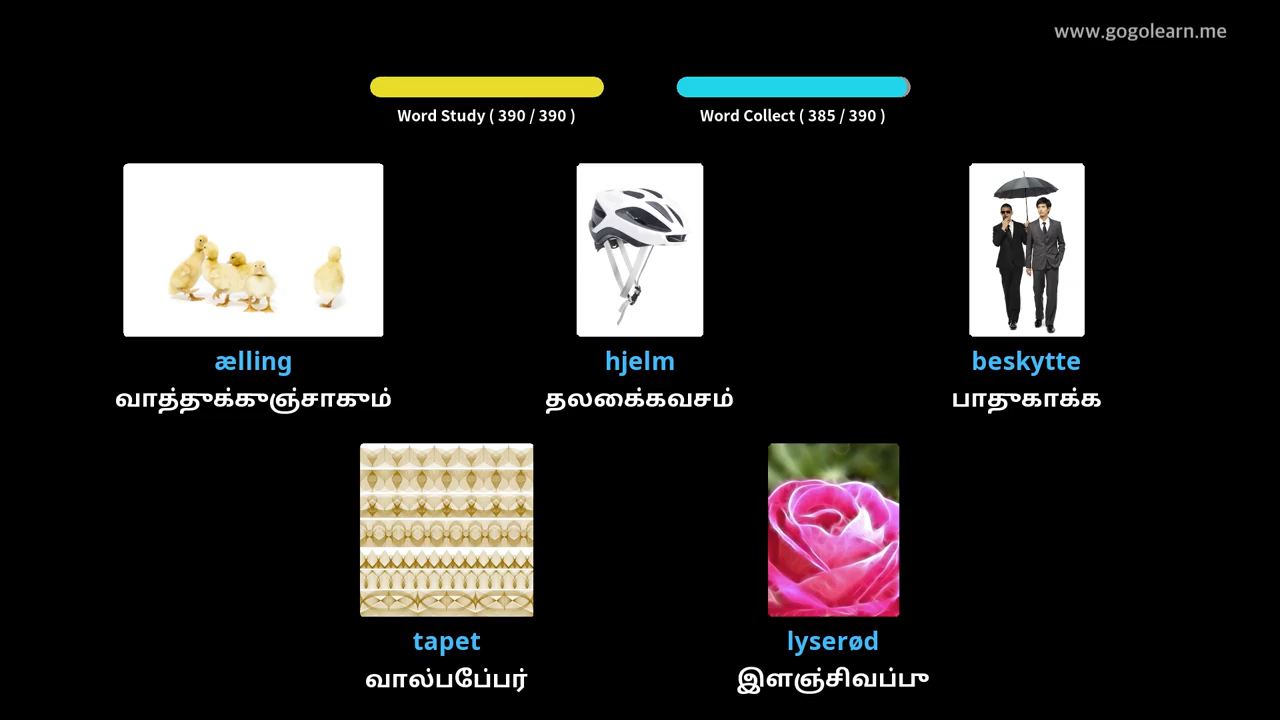 www.gogolearn.me
Word Study ( 390 / 390 )
Word Collect ( 385 / 390 )
ælling
hjelm
beskytte
வாத்துக்குஞ்சாகும்
தலைக்கவசம்
பாதுகாக்க
tapet
lyserød
வால்பேப்பர்
இளஞ்சிவப்பு